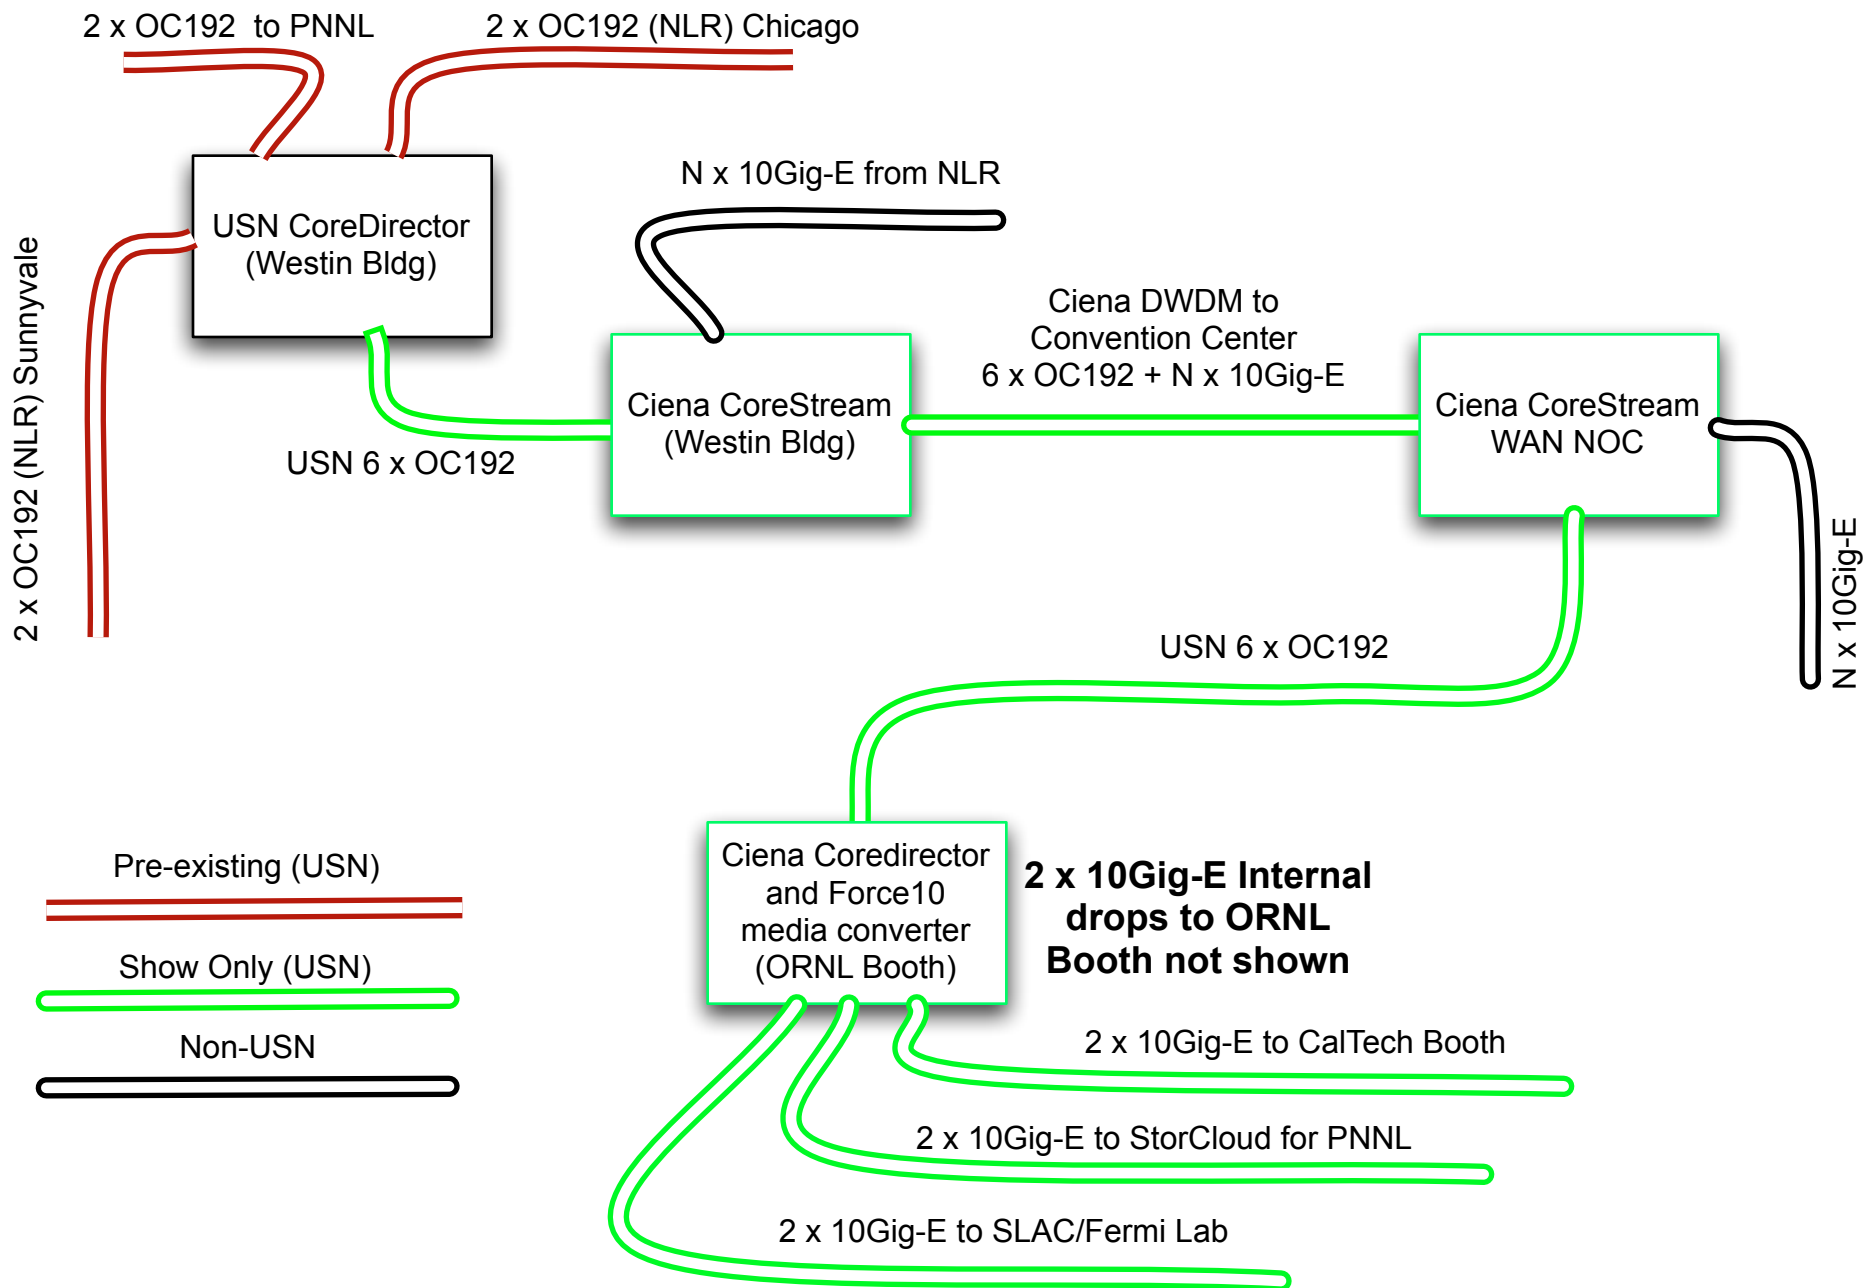 2 x OC192  to PNNL
2 x OC192 (NLR) Chicago
N x 10Gig-E from NLR
USN CoreDirector
(Westin Bldg)
2 x OC192 (NLR) Sunnyvale
Ciena DWDM to
Convention Center
6 x OC192 + N x 10Gig-E
Ciena CoreStream
(Westin Bldg)
Ciena CoreStream
WAN NOC
USN 6 x OC192
N x 10Gig-E
USN 6 x OC192
Ciena Coredirector
and Force10
media converter
(ORNL Booth)
2 x 10Gig-E Internal
drops to ORNL
Booth not shown
Pre-existing (USN)
Show Only (USN)
Non-USN
2 x 10Gig-E to CalTech Booth
2 x 10Gig-E to StorCloud for PNNL
2 x 10Gig-E to SLAC/Fermi Lab